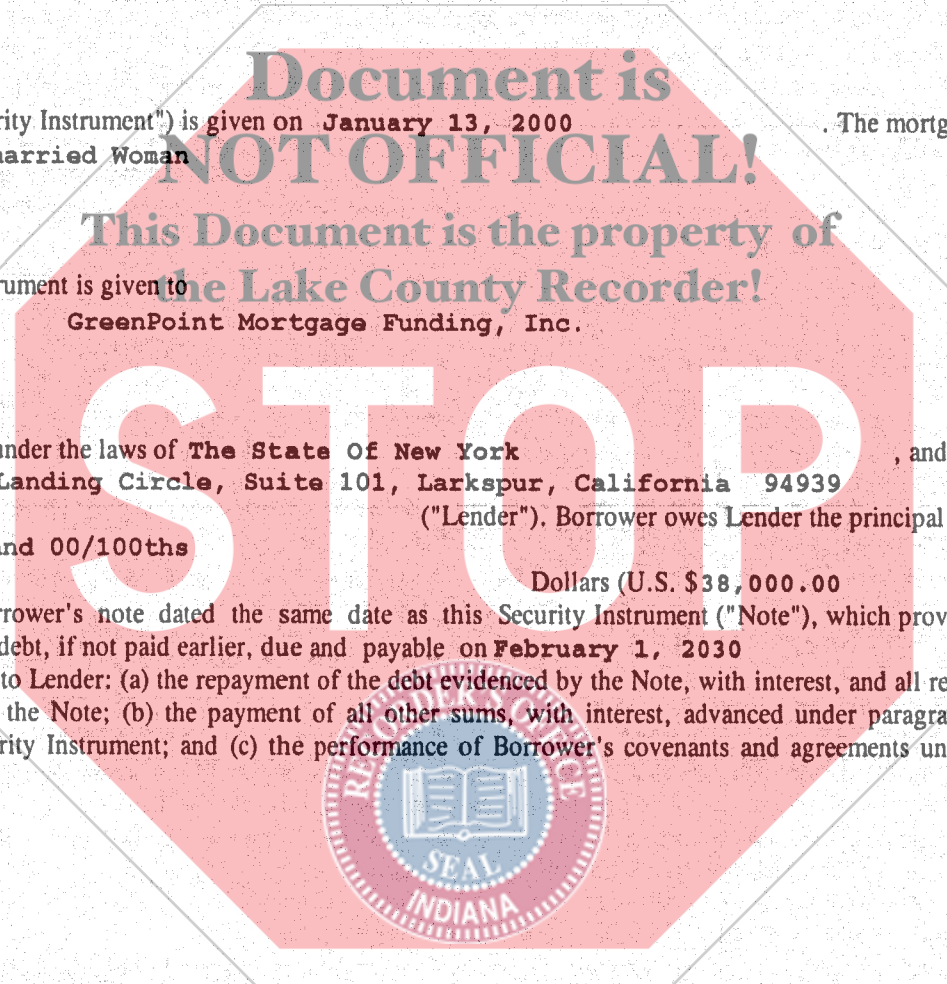 Document is
rity Instrument") is given on January 13, 2000 . The mortg
married Woman
NOT OFFICIAL!
This Document is the property of
rument is given to
the Lake County Recorder!
GreenPoint Mortgage Funding, Inc.
STOP
under the laws of The State Of New York , and
Landing Circle, Suite 101, Larkspur, California 94939
("Lender"). Borrower owes Lender the principal
nd 00/100ths
Dollars (U.S. $38,000.00
rrower's note dated the same date as this Security Instrument ("Note"), which prov
debt, if not paid earlier, due and payable on February 1, 2030
to Lender: (a) the repayment of the debt evidenced by the Note, with interest, and all re
the Note; (b) the payment of all other sums, with interest, advanced under paragra
rity Instrument; and (c) the performance of Borrower's covenants and agreements un
RECORDER'S OFFICE
SEAL
INDIANA